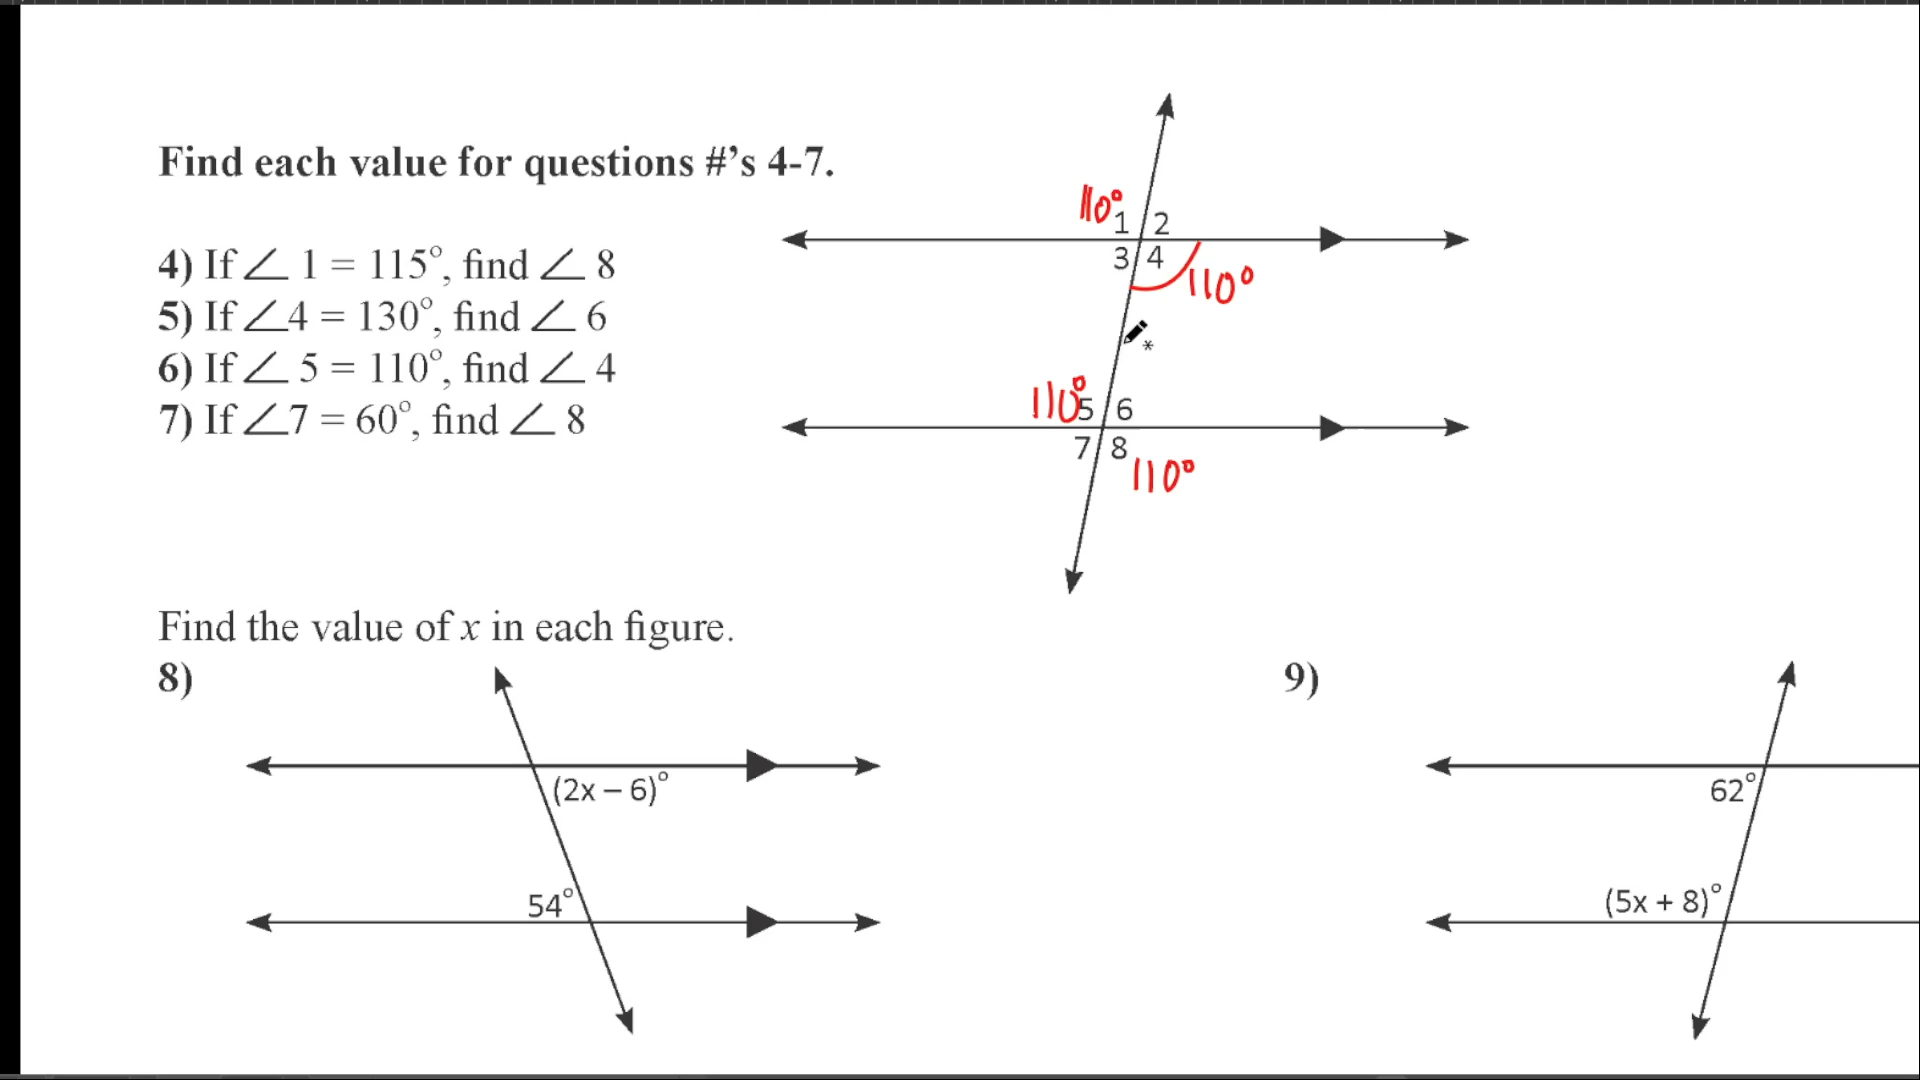 Find each value for questions #’s 4-7.
4) If ∠ 1 = 115°, find ∠ 8
5) If ∠4 = 130°, find ∠ 6
6) If ∠ 5 = 110°, find ∠ 4
7) If ∠7 = 60°, find ∠ 8
110°
1 2
3 4
110°
*
110°
5 6
7 8
110°
Find the value of x in each figure.
8)
(2x – 6)°
54°
9)
62°
(5x + 8)°